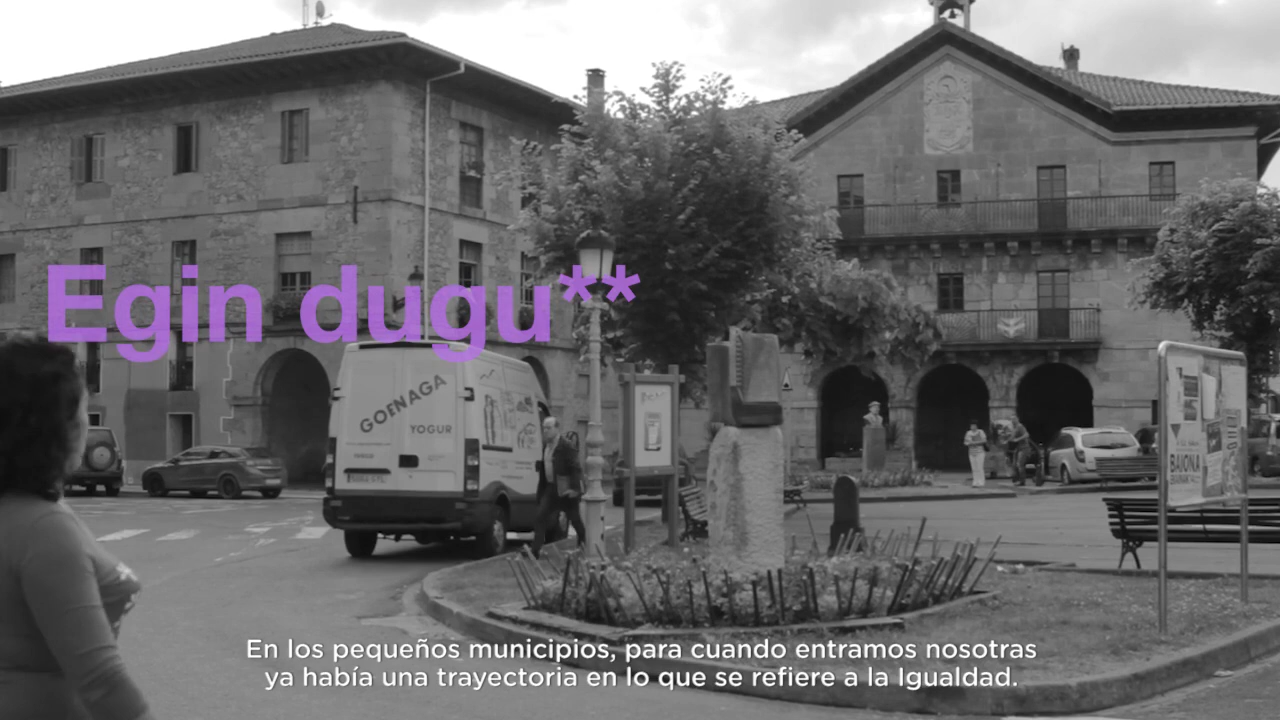 Egin dugu**
GOENAGA
YOGUR
BAIONA
En los pequeños municipios, para cuando entramos nosotras
ya había una trayectoria en lo que se refiere a la Igualdad.